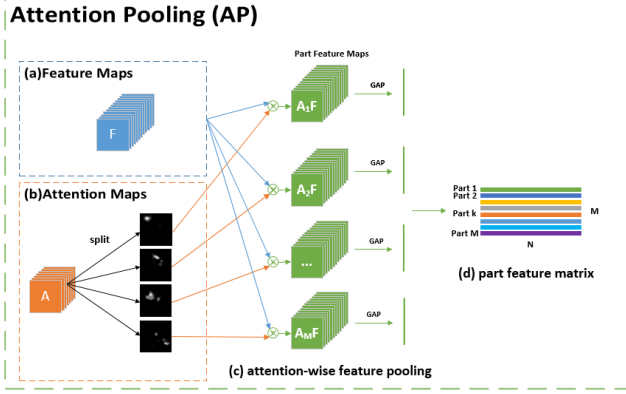 Attention Pooling (AP)
(a)Feature Maps
F
(b)Attention Maps
split
A
Part Feature Maps
A₁F
GAP
A₂F
GAP
...
GAP
AₘF
GAP
(c) attention-wise feature pooling
Part 1
Part 2
Part k
Part M
M
N
(d) part feature matrix